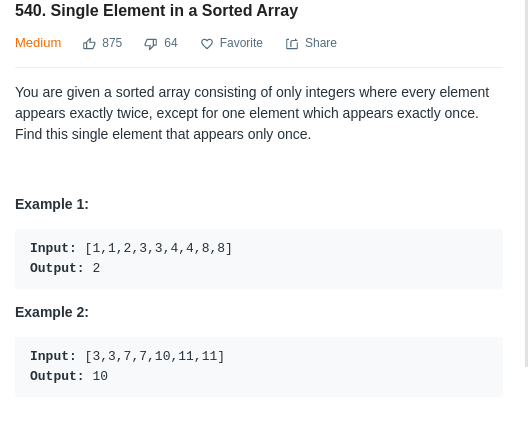 540. Single Element in a Sorted Array
Medium 875 64 Favorite Share
You are given a sorted array consisting of only integers where every element
appears exactly twice, except for one element which appears exactly once.
Find this single element that appears only once.
Example 1:
Input: [1,1,2,3,3,4,4,8,8]
Output: 2
Example 2:
Input: [3,3,7,7,10,11,11]
Output: 10